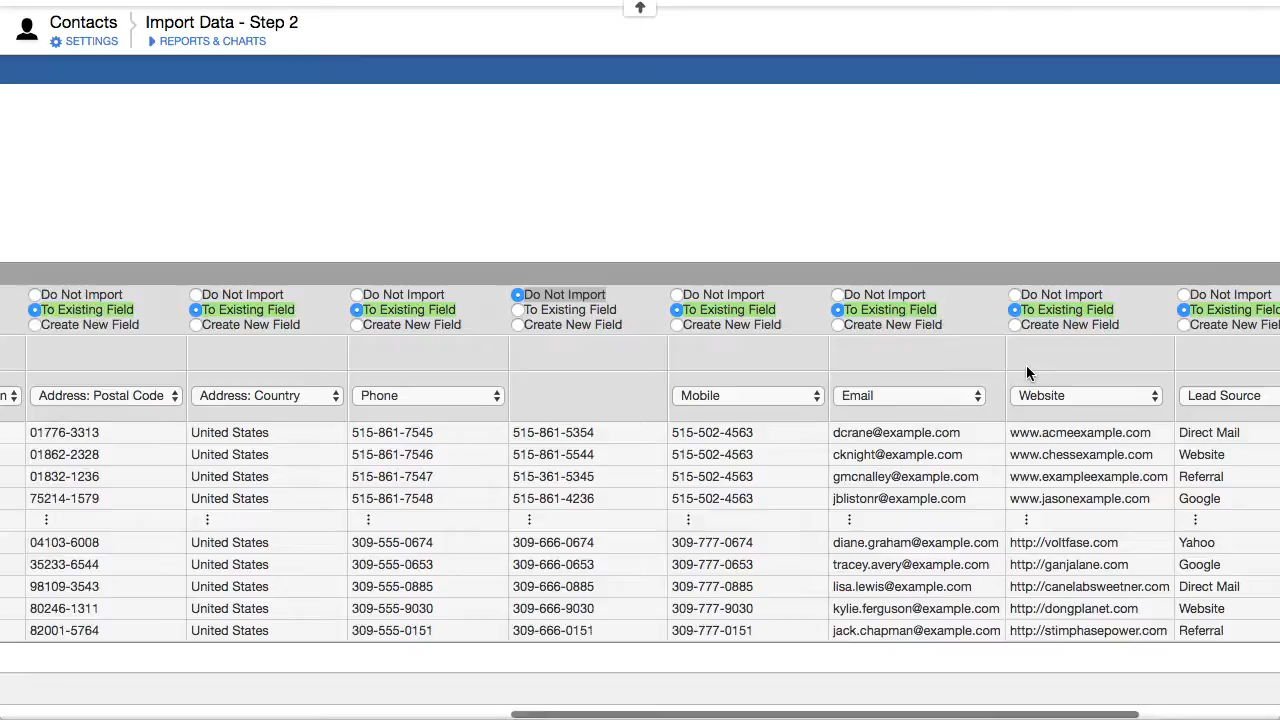 Contacts Import Data - Step 2
SETTINGS REPORTS & CHARTS
Do Not Import Do Not Import Do Not Import Do Not Import Do Not Import Do Not Import Do Not Import Do Not Import
To Existing Field To Existing Field To Existing Field To Existing Field To Existing Field To Existing Field To Existing Field To Existing Field
Create New Field Create New Field Create New Field Create New Field Create New Field Create New Field Create New Field Create New Field
n Address: Postal Code Address: Country Phone Mobile Email Website Lead Source
01776-3313 United States 515-861-7545 515-861-5354 515-502-4563 dcrane@example.com www.acmeexample.com Direct Mail
01862-2328 United States 515-861-7546 515-861-5544 515-502-4563 cknight@example.com www.chessexample.com Website
01832-1236 United States 515-861-7547 515-361-5345 515-502-4563 gmcnalley@example.com www.exampleexample.com Referral
75214-1579 United States 515-861-7548 515-861-4236 515-502-4563 jblistonr@example.com www.jasonexample.com Google
04103-6008 United States 309-555-0674 309-666-0674 309-777-0674 diane.graham@example.com http://voltfase.com Yahoo
35233-6544 United States 309-555-0653 309-666-0653 309-777-0653 tracey.avery@example.com http://ganjalane.com Google
98109-3543 United States 309-555-0885 309-666-0885 309-777-0885 lisa.lewis@example.com http://canelabsweetner.com Direct Mail
80246-1311 United States 309-555-9030 309-666-9030 309-777-9030 kylie.ferguson@example.com http://dongplanet.com Website
82001-5764 United States 309-555-0151 309-666-0151 309-777-0151 jack.chapman@example.com http://stimphasepower.com Referral